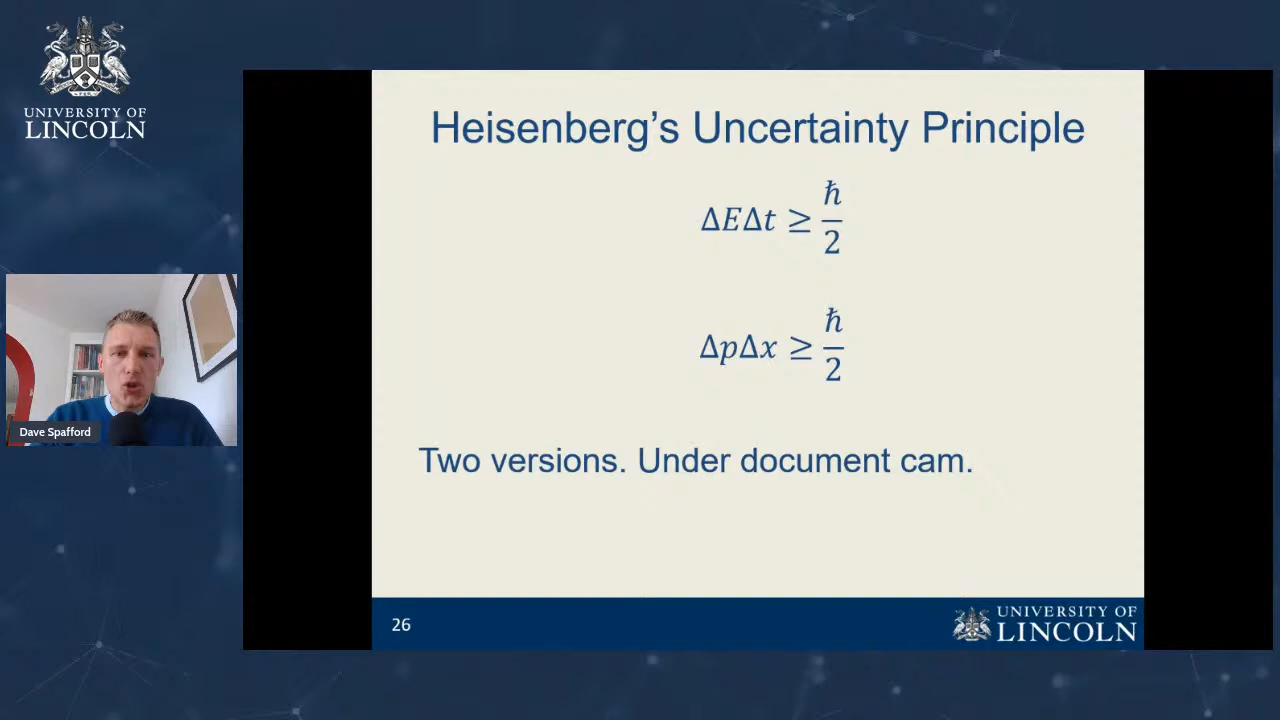 UNIVERSITY OF
LINCOLN
Heisenberg's Uncertainty Principle
ΔEΔt ≥ ħ/2
ΔpΔx ≥ ħ/2
Dave Spafford
Two versions. Under document cam.
26
UNIVERSITY OF
LINCOLN